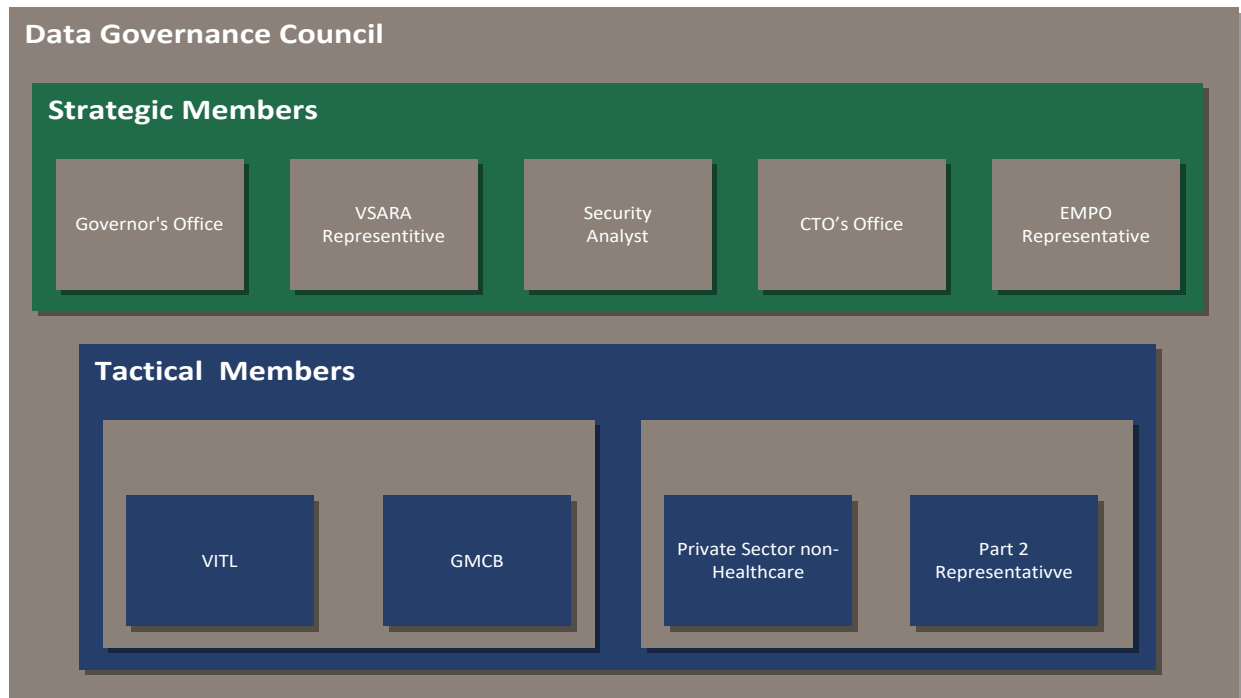 Data Governance Council
Strategic Members
Governor's Office
VSARA
Representitive
Security
Analyst
CTO’s Office
EMPO
Representative
Tactical  Members
VITL
GMCB
Private Sector non-
Healthcare
Part 2
Representativve